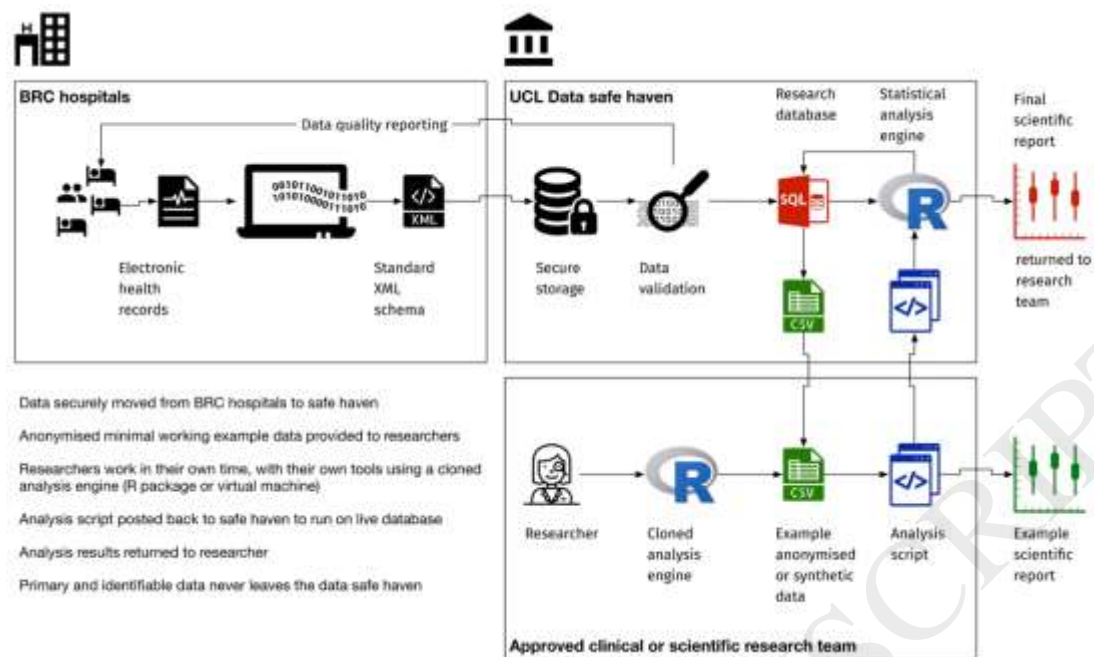 H
BRC hospitals
Data quality reporting
001011001011010
101010000111010
</>
XML
Electronic
health
records
Standard
XML
schema
UCL Data safe haven
Research
database
Statistical
analysis
engine
SQL
R
Secure
storage
Data
validation
CSV
</>
Final
scientific
report
returned to
research
team
Data securely moved from BRC hospitals to safe haven
Anonymised minimal working example data provided to researchers
Researchers work in their own time, with their own tools using a cloned
analysis engine (R package or virtual machine)
Analysis script posted back to safe haven to run on live database
Analysis results returned to researcher
Primary and identifiable data never leaves the data safe haven
R
CSV
</>
Researcher
Cloned
analysis
engine
Example
anonymised
or synthetic
data
Analysis
script
Example
scientific
report
Approved clinical or scientific research team
SCRIPT